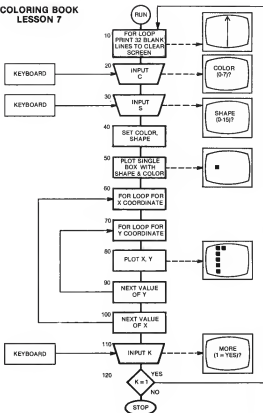 COLORING BOOK
LESSON 7
RUN
10
FOR LOOP
PRINT 32 BLANK
LINES TO CLEAR
SCREEN
20
KEYBOARD
INPUT
C
COLOR
(0-7)?
30
KEYBOARD
INPUT
S
SHAPE
(0-15)?
40
SET COLOR,
SHAPE
50
PLOT SINGLE
BOX WITH
SHAPE & COLOR
60
FOR LOOP FOR
X COORDINATE
70
FOR LOOP FOR
Y COORDINATE
80
PLOT X, Y
90
NEXT VALUE
OF Y
100
NEXT VALUE
OF X
110
KEYBOARD
INPUT K
MORE
(1 = YES)?
120
K = 1
YES
NO
STOP